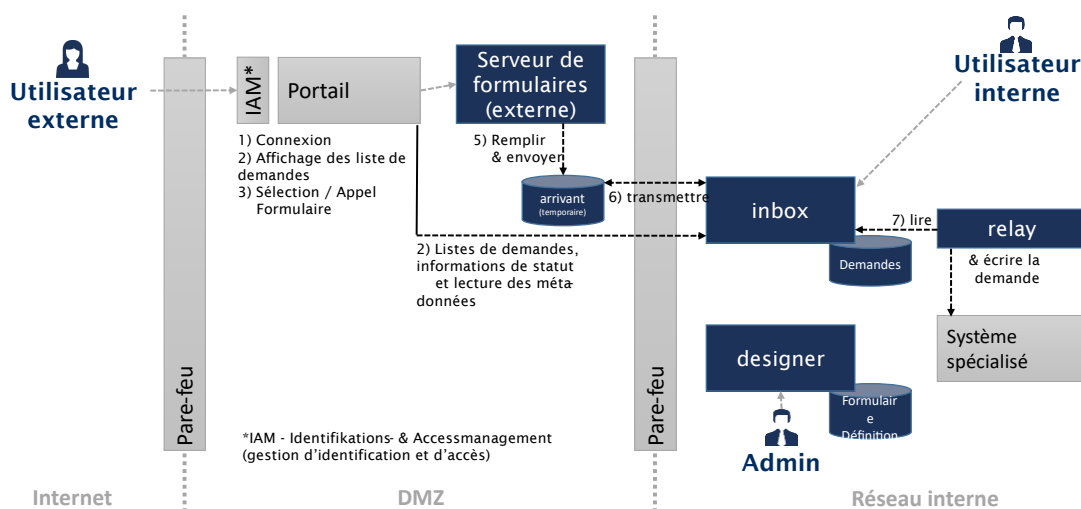 Utilisateur
externe
Pare-feu
IAM*
Portail
1) Connexion
2) Affichage des liste de
demandes
3) Sélection / Appel
Formulaire
Serveur de
formulaires
(externe)
5) Remplir
& envoyer
arrivant
(temporaire)
6) transmettre
2) Listes de demandes,
informations de statut
et lecture des méta-
données
*IAM - Identifikations- & Accessmanagement
(gestion d’identification et d’accès)
Pare-feu
Utilisateur
interne
inbox
Demandes
7) lire
relay
& écrire la
demande
Système
spécialisé
designer
Formulair
e
Définition
Admin
Internet
DMZ
Réseau interne